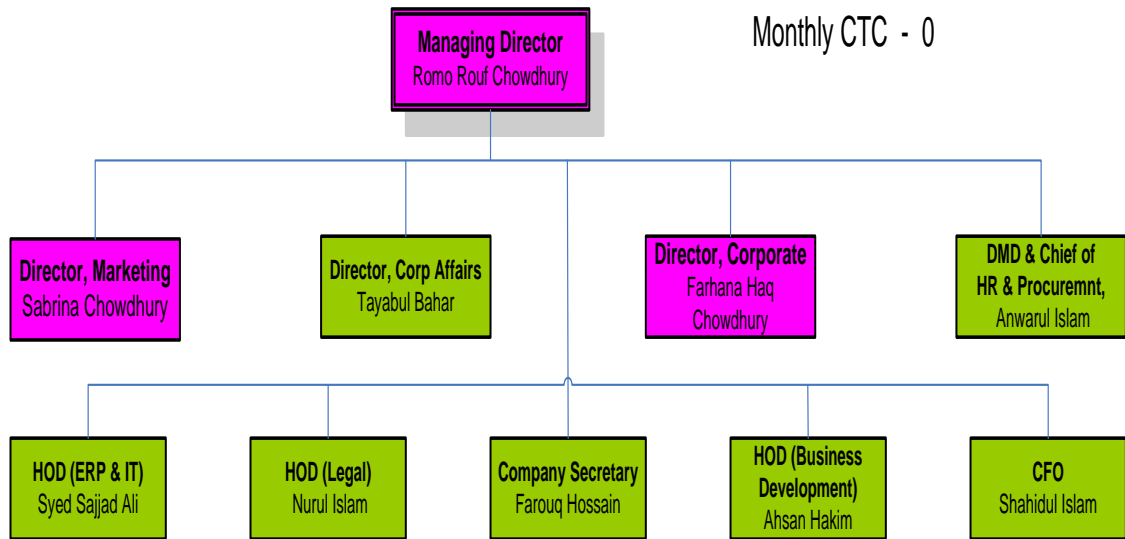 Monthly CTC - 0
Managing Director
Romo Rouf Chowdhury
Director, Marketing
Sabrina Chowdhury
Director, Corp Affairs
Tayabul Bahar
Director, Corporate
Farhana Haq
Chowdhury
DMD & Chief of
HR & Procuremnt,
Anwarul Islam
HOD (ERP & IT)
Syed Sajjad Ali
HOD (Legal)
Nurul Islam
Company Secretary
Farouq Hossain
HOD (Business
Development)
Ahsan Hakim
CFO
Shahidul Islam